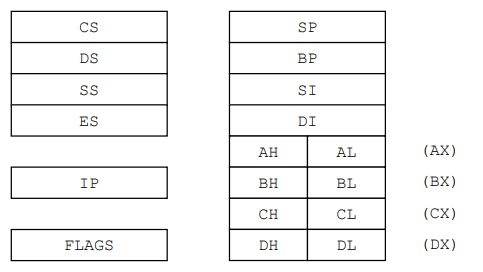 CS SP
DS BP
SS SI
ES DI
AH AL (AX)
IP BH BL (BX)
CH CL (CX)
FLAGS DH DL (DX)